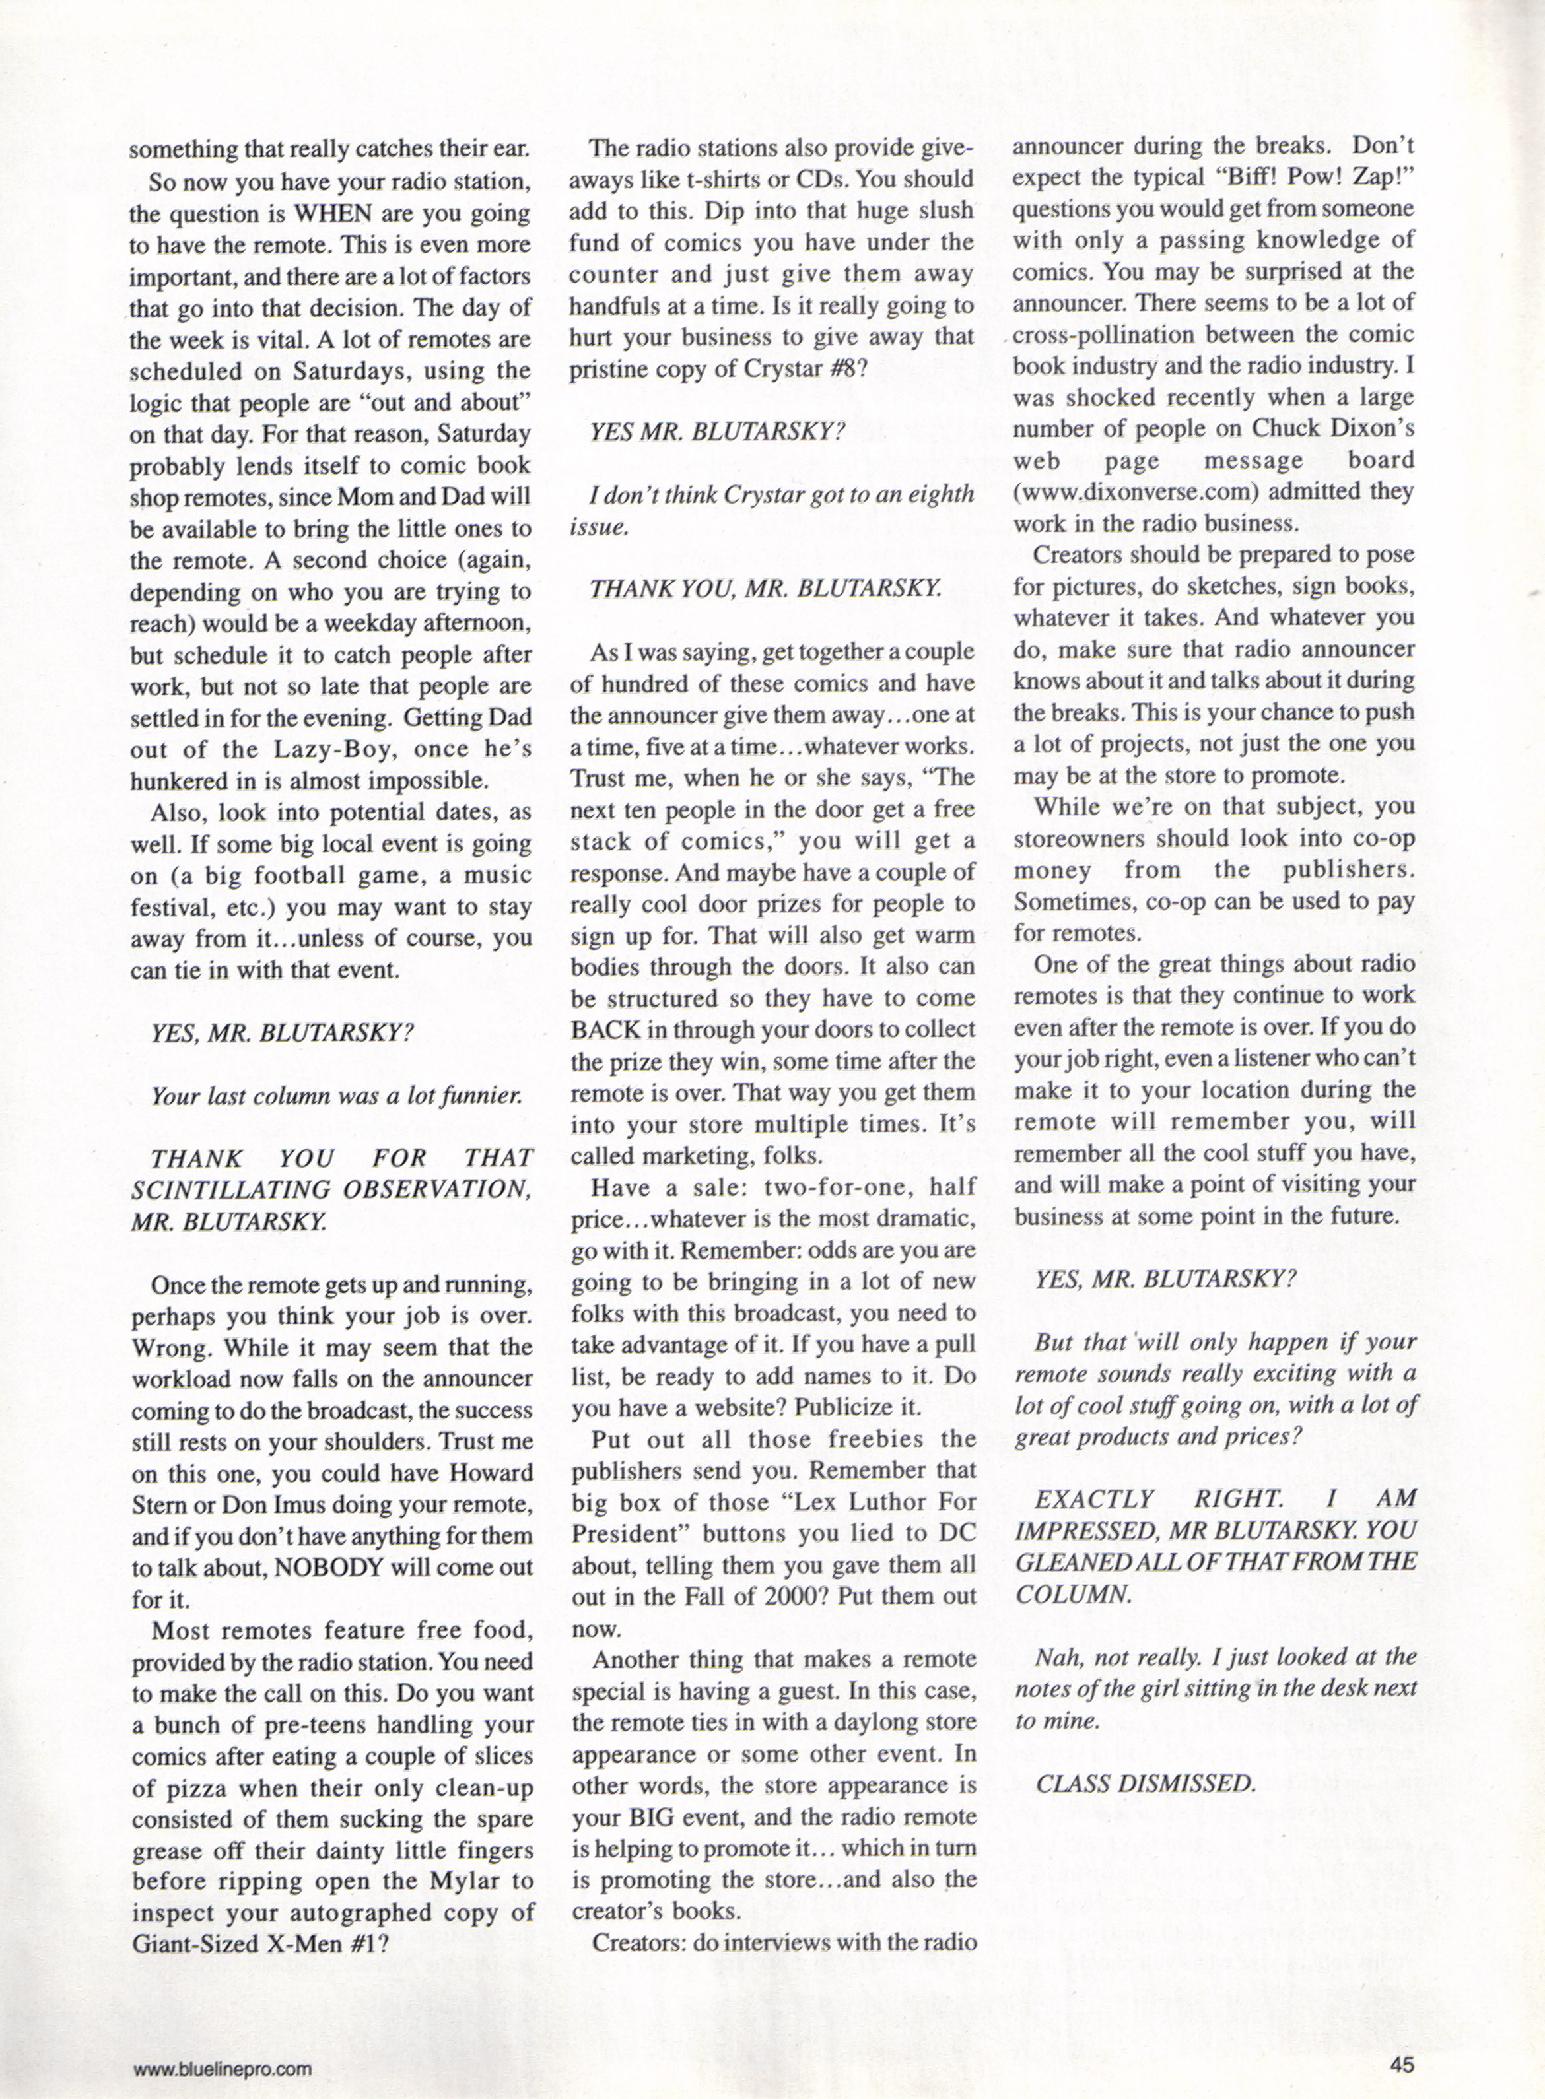 something that really catches their ear.
So now you have your radio station,
the question is WHEN are you going
to have the remote. This is even more
important, and there are a lot of factors
that go into that decision. The day of
the week is vital. A lot of remotes are
scheduled on Saturdays, using the
logic that people are “out and about”
on that day. For that reason, Saturday
probably lends itself to comic book
shop remotes, since Mom and Dad will
be available to bring the little ones to
the remote. A second choice (again,
depending on who you are trying to
reach) would be a weekday afternoon,
but schedule it to catch people after
work, but not so late that people are
settled in for the evening. Getting Dad
out of the Lazy-Boy, once he’s
hunkered in is almost impossible.
Also, look into potential dates, as
well. If some big local event is going
on (a big football game, a music
festival, etc.) you may want to stay
away from it...unless of course, you
can tie in with that event.
YES, MR. BLUTARSKY?
Your last column was a lot funnier.
THANK YOU FOR THAT
SCINTILLATING OBSERVATION,
MR. BLUTARSKY.
Once the remote gets up and running,
perhaps you think your job is over.
Wrong. While it may seem that the
workload now falls on the announcer
coming to do the broadcast, the success
still rests on your shoulders. Trust me
on this one, you could have Howard
Stern or Don Imus doing your remote,
and if you don’t have anything for them
to talk about, NOBODY will come out
for it.
Most remotes feature free food,
provided by the radio station. You need
to make the call on this. Do you want
a bunch of pre-teens handling your
comics after eating a couple of slices
of pizza when their only clean-up
consisted of them sucking the spare
grease off their dainty little fingers
before ripping open the Mylar to
inspect your autographed copy of
Giant-Sized X-Men #1?
The radio stations also provide give-
aways like t-shirts or CDs. You should
add to this. Dip into that huge slush
fund of comics you have under the
counter and just give them away
handfuls at a time. Is it really going to
hurt your business to give away that
pristine copy of Crystar #8?
YES MR. BLUTARSKY?
I don’t think Crystar got to an eighth
issue.
THANK YOU, MR. BLUTARSKY.
As I was saying, get together a couple
of hundred of these comics and have
the announcer give them away...one at
a time, five at a time...whatever works.
Trust me, when he or she says, “The
next ten people in the door get a free
stack of comics,” you will get a
response. And maybe have a couple of
really cool door prizes for people to
sign up for. That will also get warm
bodies through the doors. It also can
be structured so they have to come
BACK in through your doors to collect
the prize they win, some time after the
remote is over. That way you get them
into your store multiple times. It’s
called marketing, folks.
Have a sale: two-for-one, half
price...whatever is the most dramatic,
go with it. Remember: odds are you are
going to be bringing in a lot of new
folks with this broadcast, you need to
take advantage of it. If you have a pull
list, be ready to add names to it. Do
you have a website? Publicize it.
Put out all those freebies the
publishers send you. Remember that
big box of those “Lex Luthor For
President” buttons you lied to DC
about, telling them you gave them all
out in the Fall of 2000? Put them out
now.
Another thing that makes a remote
special is having a guest. In this case,
the remote ties in with a daylong store
appearance or some other event. In
other words, the store appearance is
your BIG event, and the radio remote
is helping to promote it... which in turn
is promoting the store...and also the
creator’s books.
Creators: do interviews with the radio
announcer during the breaks. Don’t
expect the typical “Biff! Pow! Zap!”
questions you would get from someone
with only a passing knowledge of
comics. You may be surprised at the
announcer. There seems to be a lot of
cross-pollination between the comic
book industry and the radio industry. I
was shocked recently when a large
number of people on Chuck Dixon’s
web page message board
(www.dixonverse.com) admitted they
work in the radio business.
Creators should be prepared to pose
for pictures, do sketches, sign books,
whatever it takes. And whatever you
do, make sure that radio announcer
knows about it and talks about it during
the breaks. This is your chance to push
a lot of projects, not just the one you
may be at the store to promote.
While we’re on that subject, you
storeowners should look into co-op
money from the publishers.
Sometimes, co-op can be used to pay
for remotes.
One of the great things about radio
remotes is that they continue to work
even after the remote is over. If you do
your job right, even a listener who can’t
make it to your location during the
remote will remember you, will
remember all the cool stuff you have,
and will make a point of visiting your
business at some point in the future.
YES, MR. BLUTARSKY?
But that will only happen if your
remote sounds really exciting with a
lot of cool stuff going on, with a lot of
great products and prices?
EXACTLY RIGHT. I AM
IMPRESSED, MR BLUTARSKY. YOU
GLEANED ALL OF THAT FROM THE
COLUMN.
Nah, not really. I just looked at the
notes of the girl sitting in the desk next
to mine.
CLASS DISMISSED.
www.bluelinepro.com
45